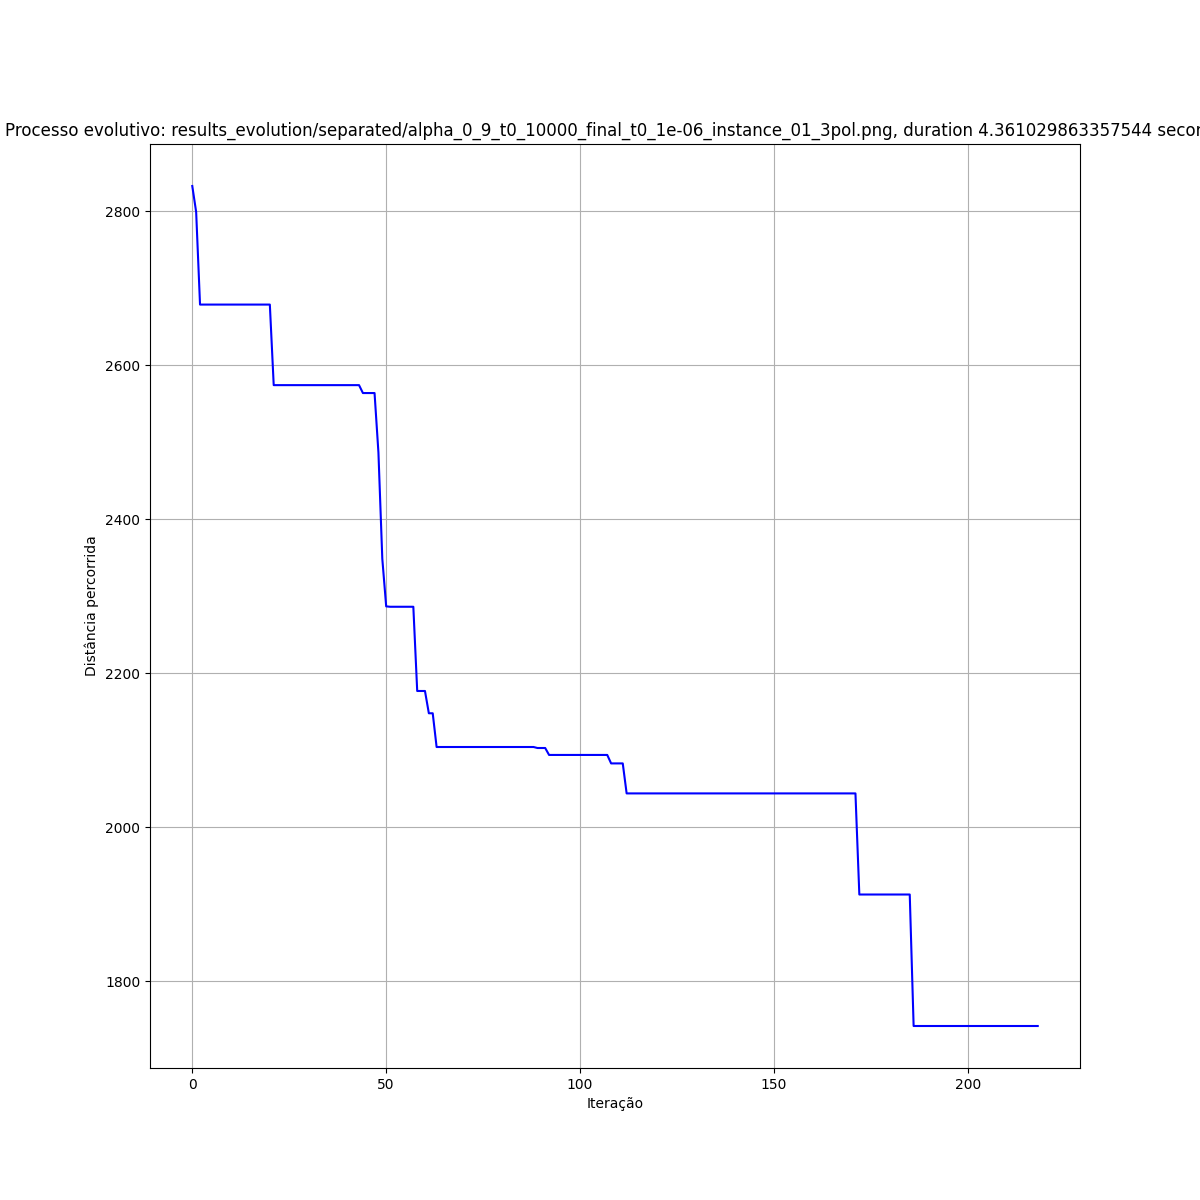 Processo evolutivo: results_evolution/separated/alpha_0_9_t0_10000_final_t0_1e-06_instance_01_3pol.png, duration 4.361029863357544 secon
2800
2600
2400
2200
2000
1800
Distância percorrida
0 50 100 150 200
Iteração